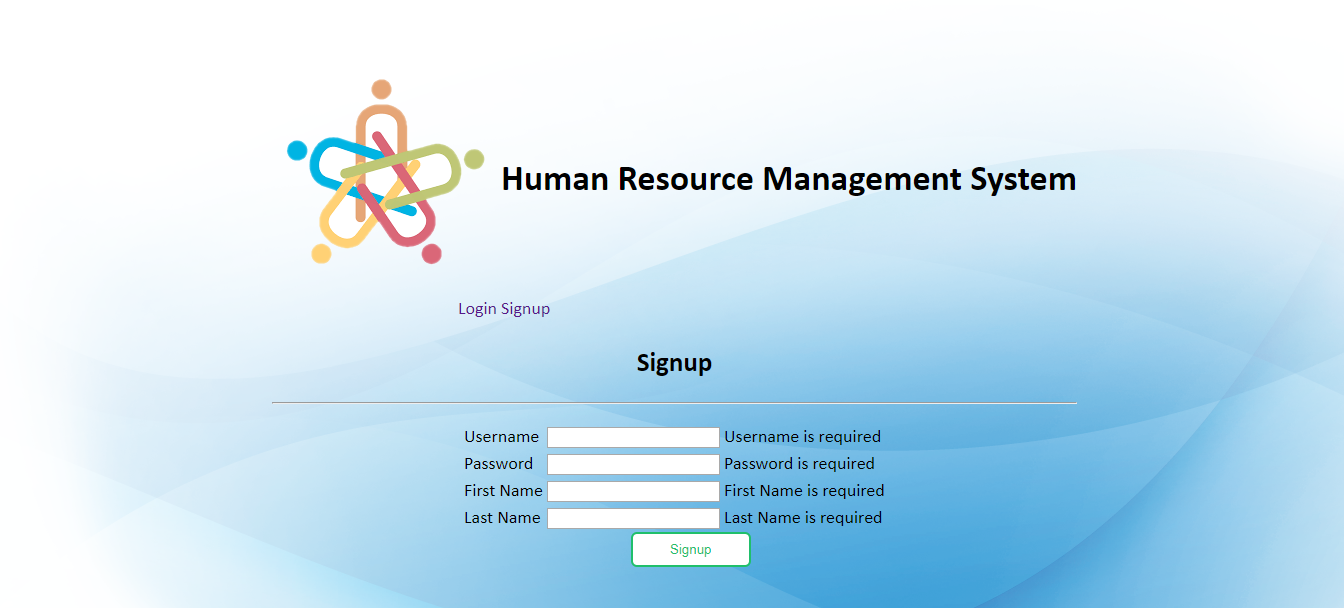 Human Resource Management System
Login Signup
Signup
Username Username is required
Password Password is required
First Name First Name is required
Last Name Last Name is required
Signup